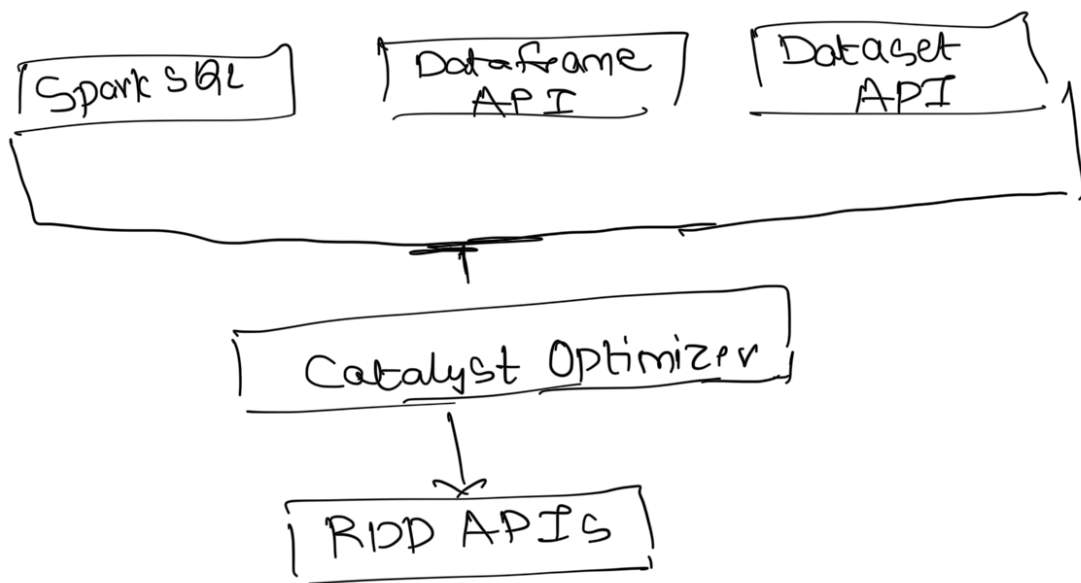 Spark SQL
Dataframe
API
Dataset
API
Catalyst Optimizer
RDD APIs